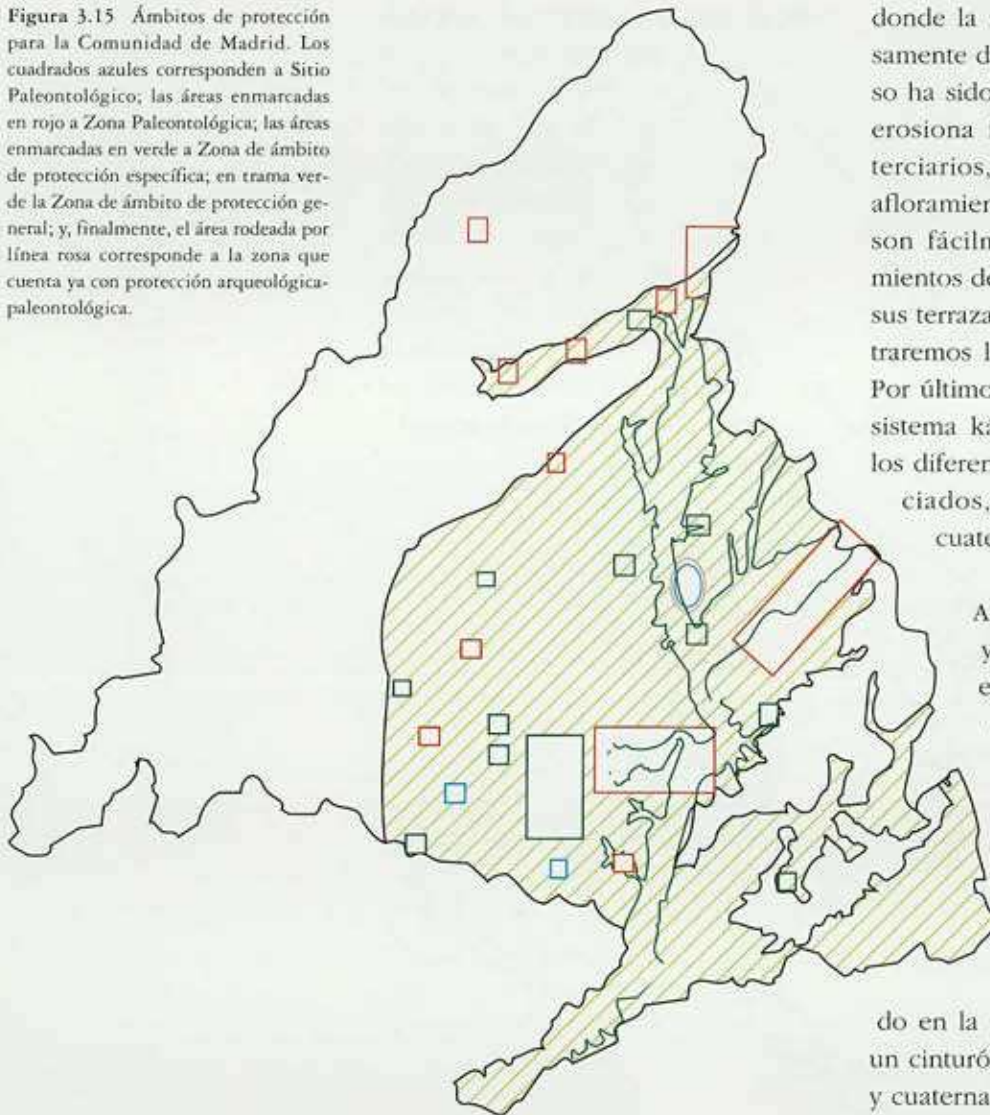 Figura 3.15 Ámbitos de protección
para la Comunidad de Madrid. Los
cuadrados azules corresponden a Sitio
Paleontológico; las áreas enmarcadas
en rojo a Zona Paleontológica; las áreas
enmarcadas en verde a Zona de ámbito
de protección específica; en trama ver-
de la Zona de ámbito de protección ge-
neral; y, finalmente, el área rodeada por
línea rosa corresponde a la zona que
cuenta ya con protección arqueológica-
paleontológica.
donde la
samente d
so ha sido
erosiona
terciarios,
afloramien
son fácilm
mientos de
sus terraza
traremos l
Por último
sistema ká
los diferen
ciados,
cuate
A
y
e
do en la
un cinturó
y cuaterna